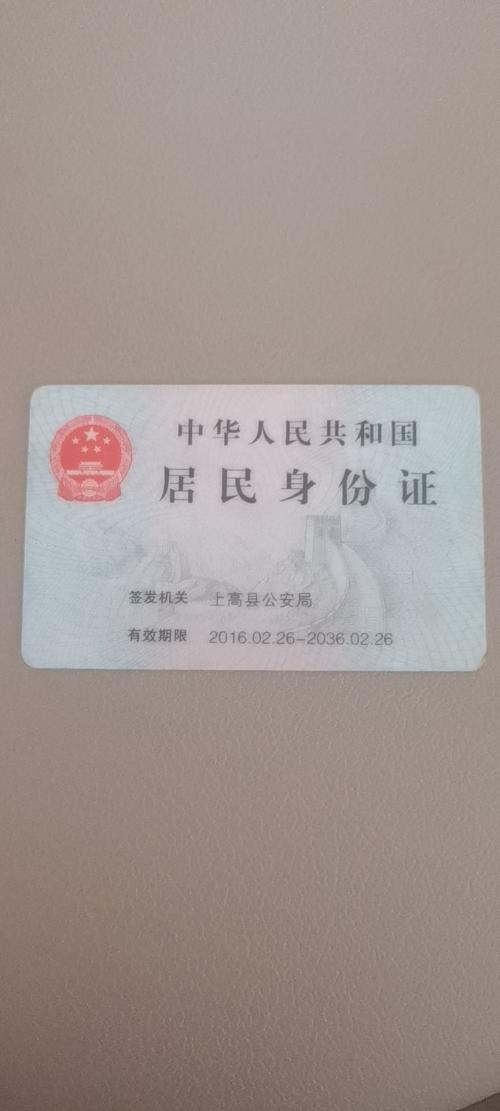 中华人民共和国
居民身份证
签发机关 上高县公安局
有效期限 2016.02.26-2036.02.26